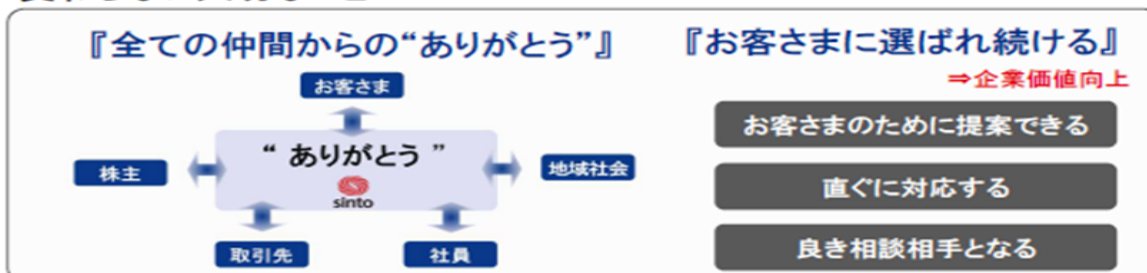 『全ての仲間からの“ありがとう”』
お客さま
“ ありがとう ”
sinto
株主
地域社会
取引先
社員
『お客さまに選ばれ続ける』
⇒企業価値向上
お客さまのために提案できる
直ぐに対応する
良き相談相手となる